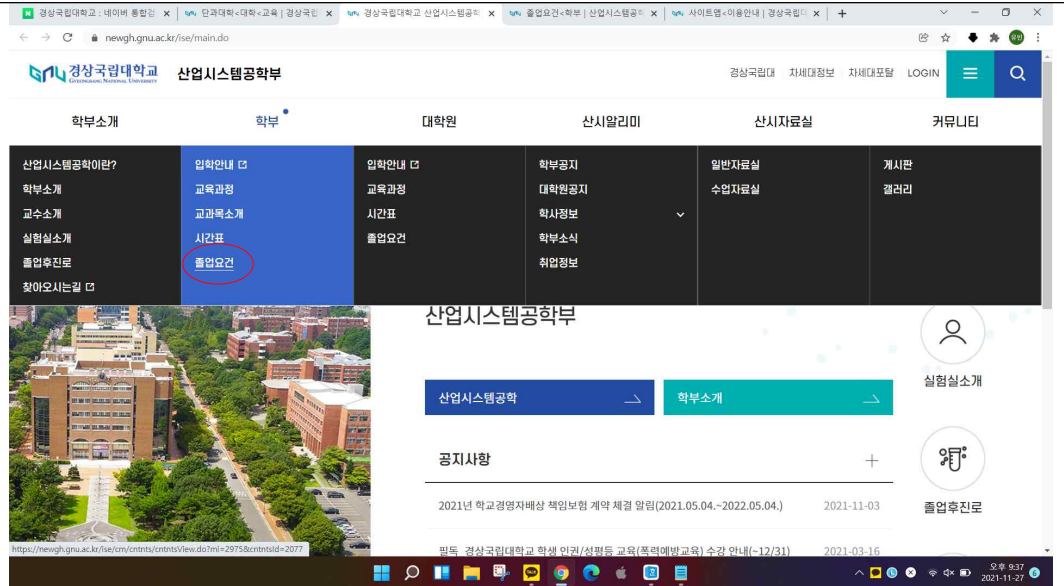 경상국립대학교 : 네이버 통합검
단과대학<대학<교육 | 경상국립
경상국립대학교 산업시스템공학
졸업요건<학부 | 산업시스템공학
사이트맵<이용안내 | 경상국립대
newgh.gnu.ac.kr/ise/main.do
유빈
GNU 경상국립대학교
GYEONGSANG NATIONAL UNIVERSITY
산업시스템공학부
경상국립대 차세대정보 차세대포탈 LOGIN
학부소개 학부 대학원 산시알리미 산시자료실 커뮤니티
산업시스템공학이란? 입학안내 입학안내 학부공지 일반자료실 게시판
학부소개 교육과정 교육과정 대학원공지 수업자료실 갤러리
교수소개 교과목소개 시간표 학사정보
실험실소개 시간표 졸업요건 학부소식
졸업후진로 졸업요건 취업정보
찾아오시는길
산업시스템공학부
실험실소개
산업시스템공학 학부소개
공지사항
2021년 학교경영자배상 책임보험 계약 체결 알림(2021.05.04.~2022.05.04.) 2021-11-03
졸업후진로
필독 경상국립대학교 학생 인권/성평등 교육(폭력예방교육) 수강 안내(~12/31) 2021-03-16
https://newgh.gnu.ac.kr/ise/cm/cntnts/cntntsView.do?mi=2975&cntntsId=2077
TALK
오후 9:37
2021-11-27
6